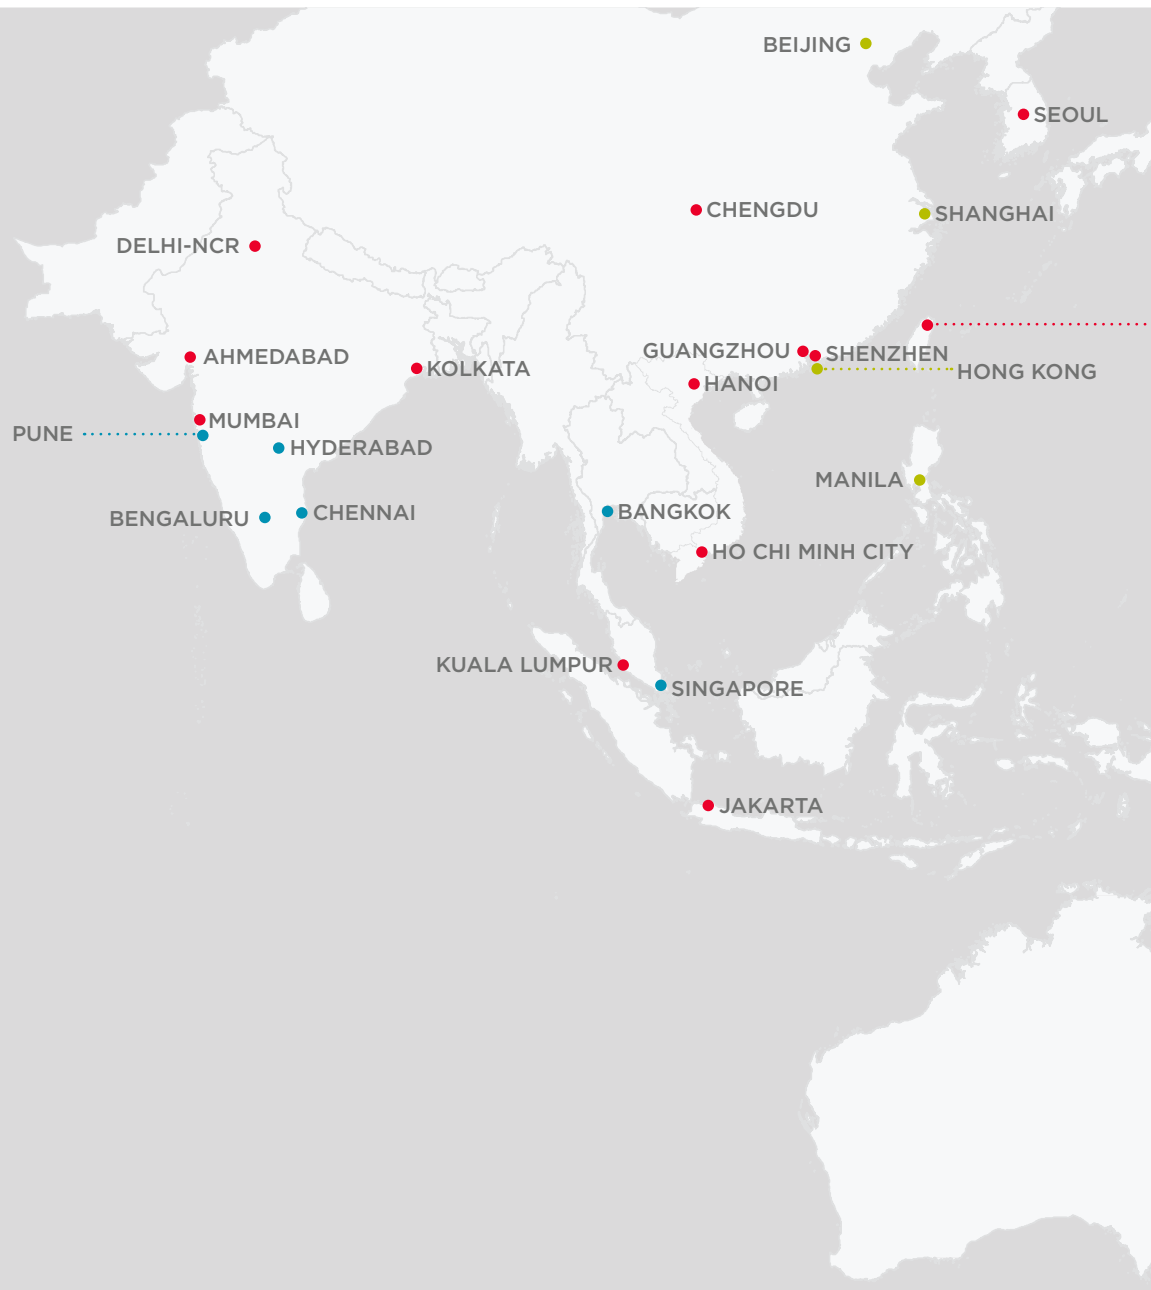 BEIJING
SEOUL
CHENGDU
SHANGHAI
DELHI-NCR
GUANGZHOU
SHENZHEN
AHMEDABAD
KOLKATA
HONG KONG
HANOI
MUMBAI
PUNE
HYDERABAD
MANILA
BENGALURU
CHENNAI
BANGKOK
HO CHI MINH CITY
KUALA LUMPUR
SINGAPORE
JAKARTA